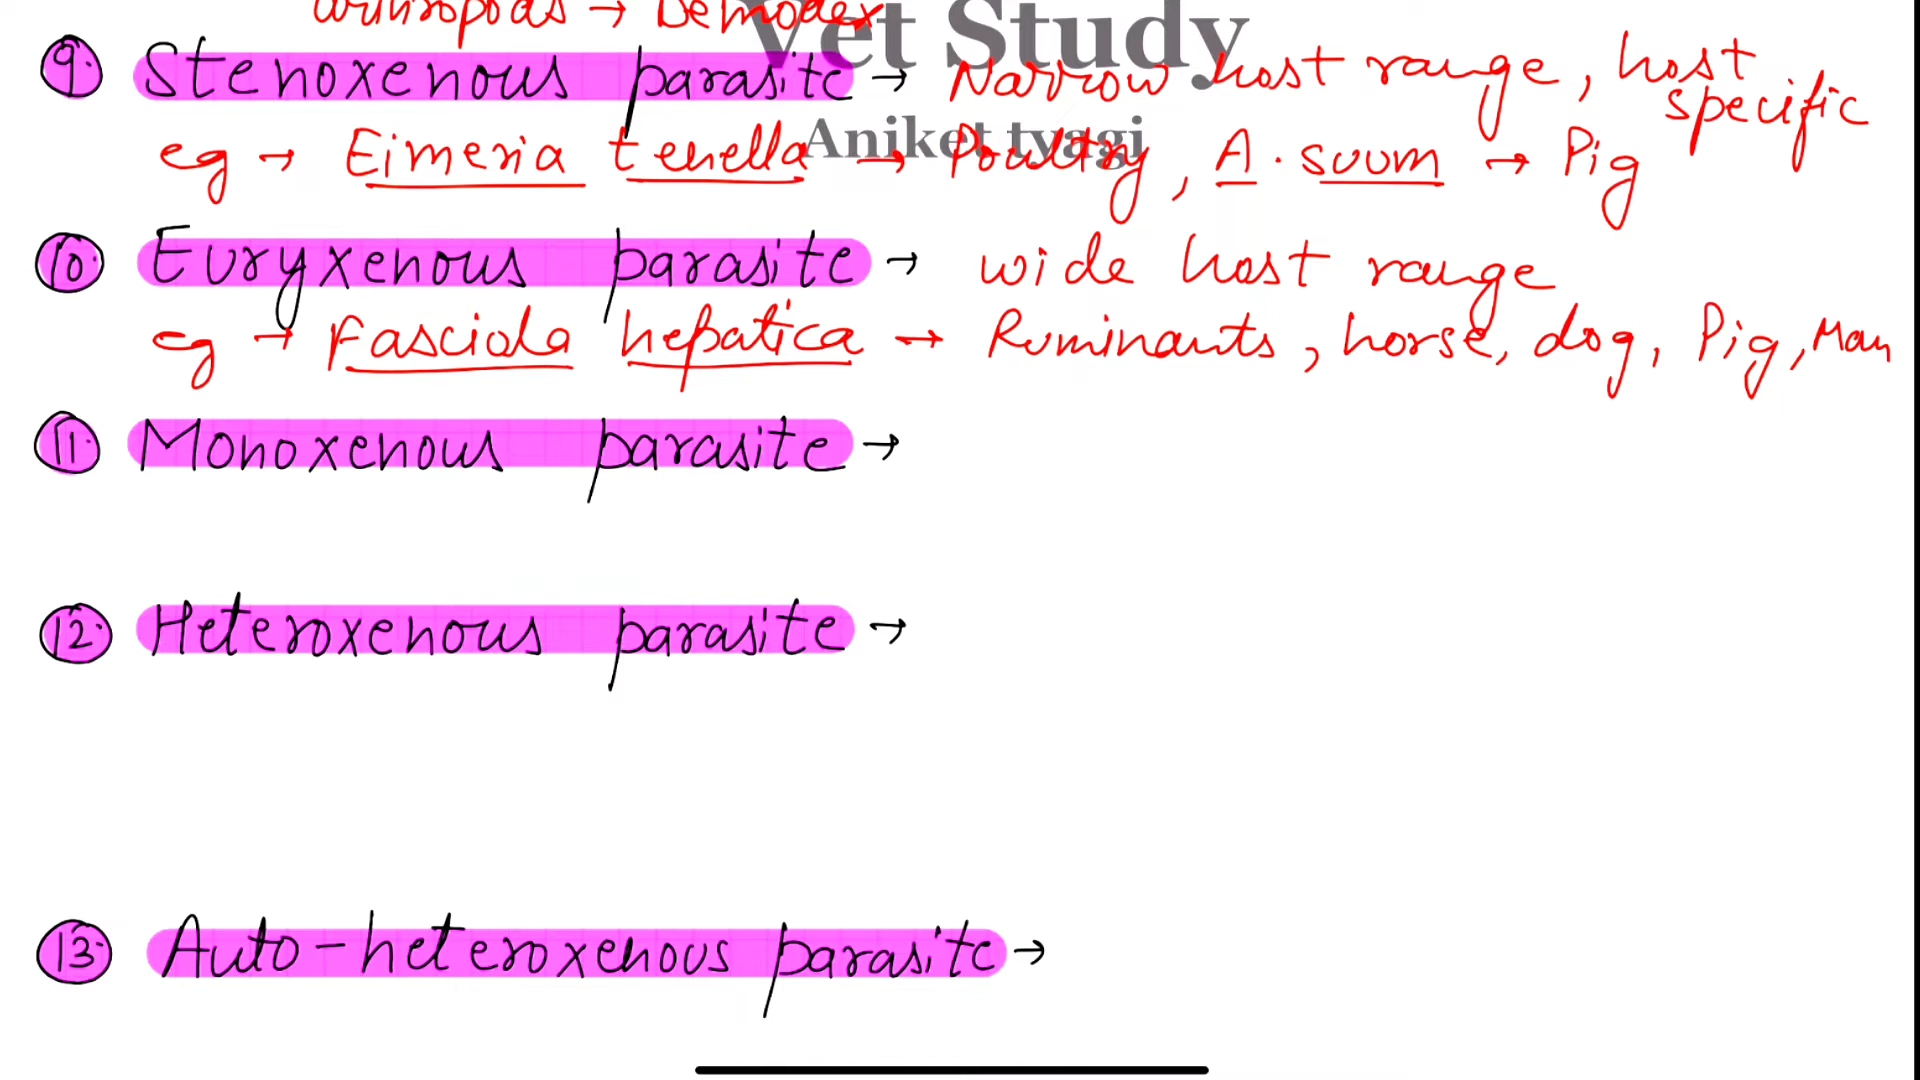 arthropods → Demodex
Vet Study
9. Stenoxenous parasite → Narrow host range, host specific
Aniket tyagi
eg → Eimeria tenella → Poultry, A. suum → Pig
10. Euryxenous parasite → wide host range
eg → Fasciola hepatica → Ruminants, horse, dog, Pig, Man
11. Monoxenous parasite →
12. Heteroxenous parasite →
13. Auto-heteroxenous parasite →